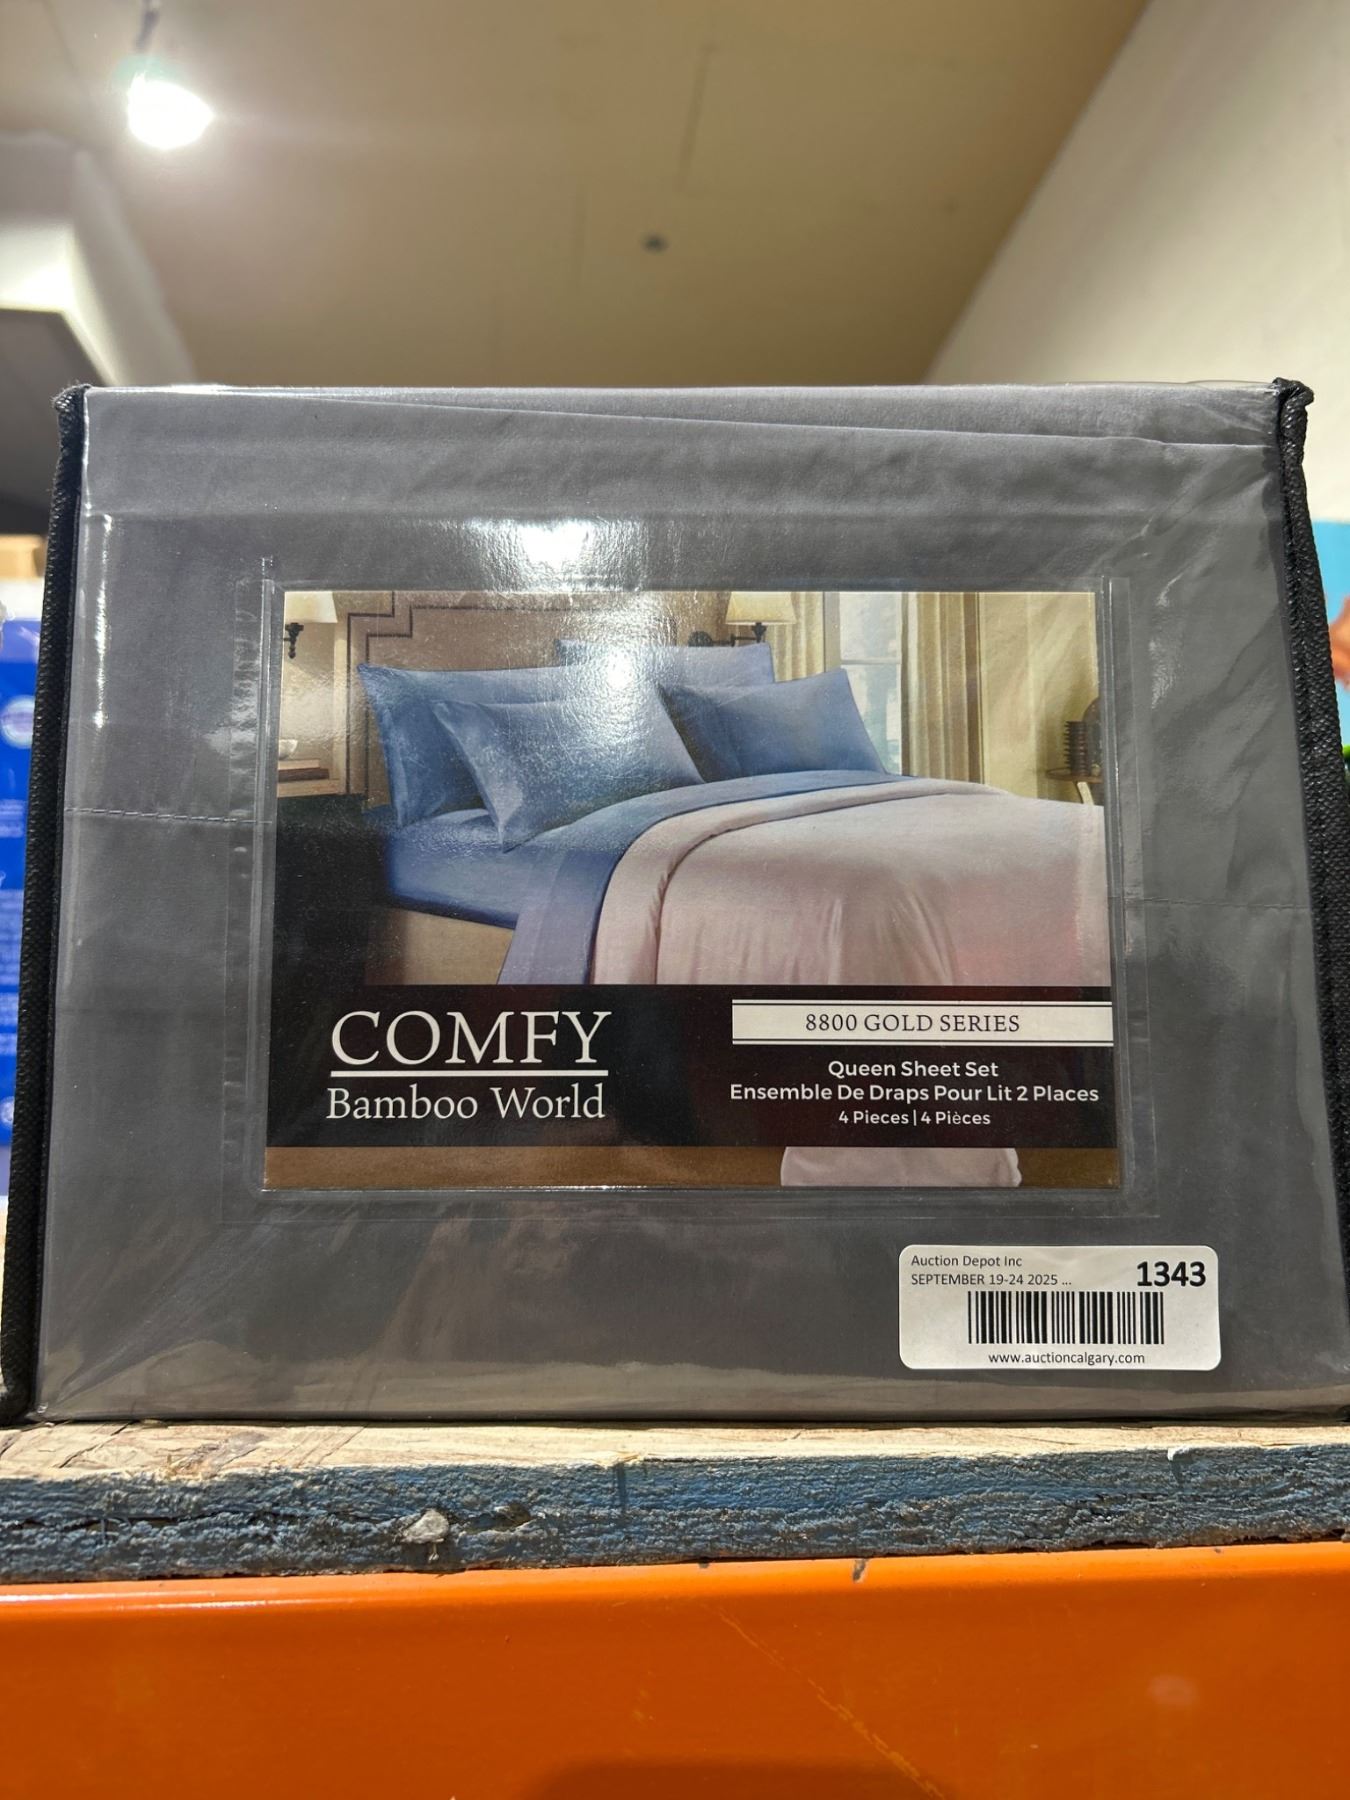 COMFY
Bamboo World
8800 GOLD SERIES
Queen Sheet Set
Ensemble De Draps Pour Lit 2 Places
4 Pieces | 4 Pièces
Auction Depot Inc
SEPTEMBER 19-24 2025 ...
1343
www.auctioncalgary.com